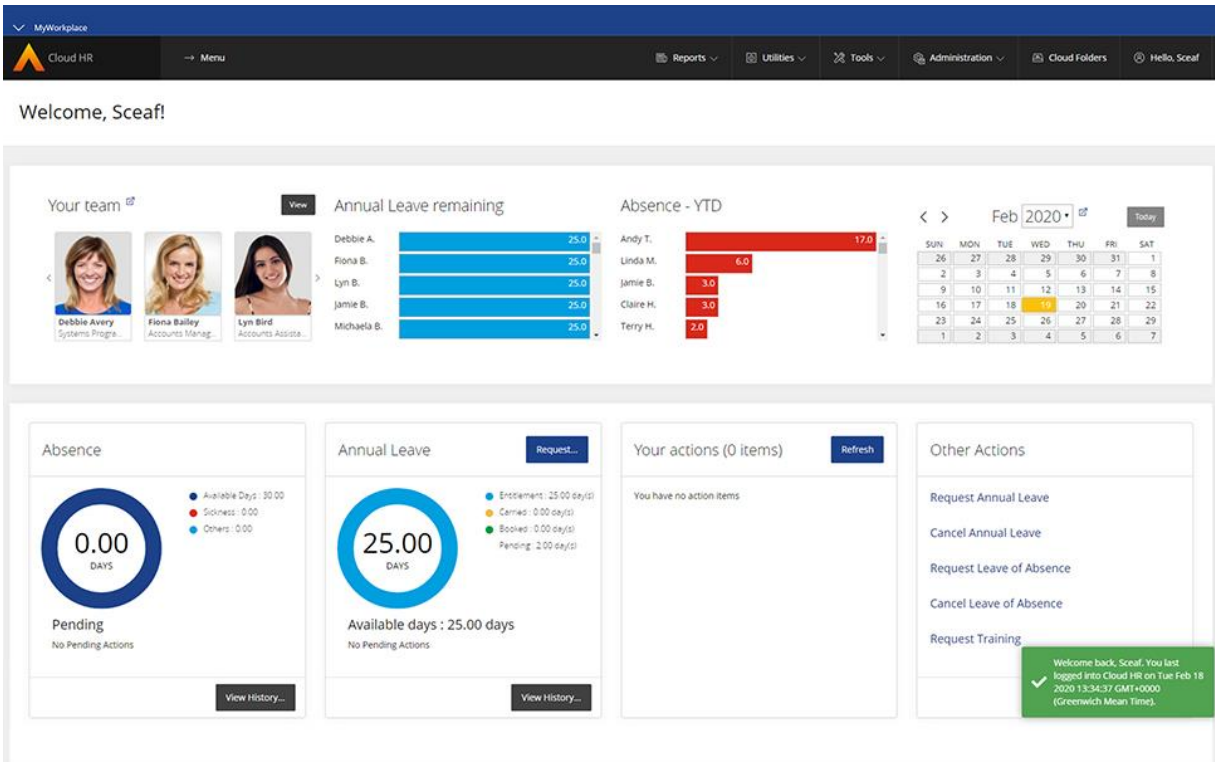 MyWorkplace
Cloud HR
→ Menu
Reports
Utilities
Tools
Administration
Cloud Folders
Hello, Sceaf
Welcome, Sceaf!
Your team
View
Debbie Avery
Systems Progra...
Fiona Bailey
Accounts Manag...
Lyn Bird
Accounts Assista...
Annual Leave remaining
Debbie A. 25.0
Fiona B. 25.0
Lyn B. 25.0
Jamie B. 25.0
Michaela B. 25.0
Absence - YTD
Andy T. 17.0
Linda M. 6.0
Jamie B. 3.0
Claire H. 3.0
Terry H. 2.0
Feb 2020
Today
SUN MON TUE WED THU FRI SAT
26 27 28 29 30 31 1
2 3 4 5 6 7 8
9 10 11 12 13 14 15
16 17 18 19 20 21 22
23 24 25 26 27 28 29
1 2 3 4 5 6 7
Absence
0.00
DAYS
Available Days : 30.00
Sickness : 0.00
Others : 0.00
Pending
No Pending Actions
View History...
Annual Leave
Request...
25.00
DAYS
Entitlement : 25.00 day(s)
Carried : 0.00 day(s)
Booked : 0.00 day(s)
Pending: 2.00 day(s)
Available days : 25.00 days
No Pending Actions
View History...
Your actions (0 items)
Refresh
You have no action items
Other Actions
Request Annual Leave
Cancel Annual Leave
Request Leave of Absence
Cancel Leave of Absence
Request Training
Welcome back, Sceaf. You last
logged into Cloud HR on Tue Feb 18
2020 13:34:37 GMT+0000
(Greenwich Mean Time).